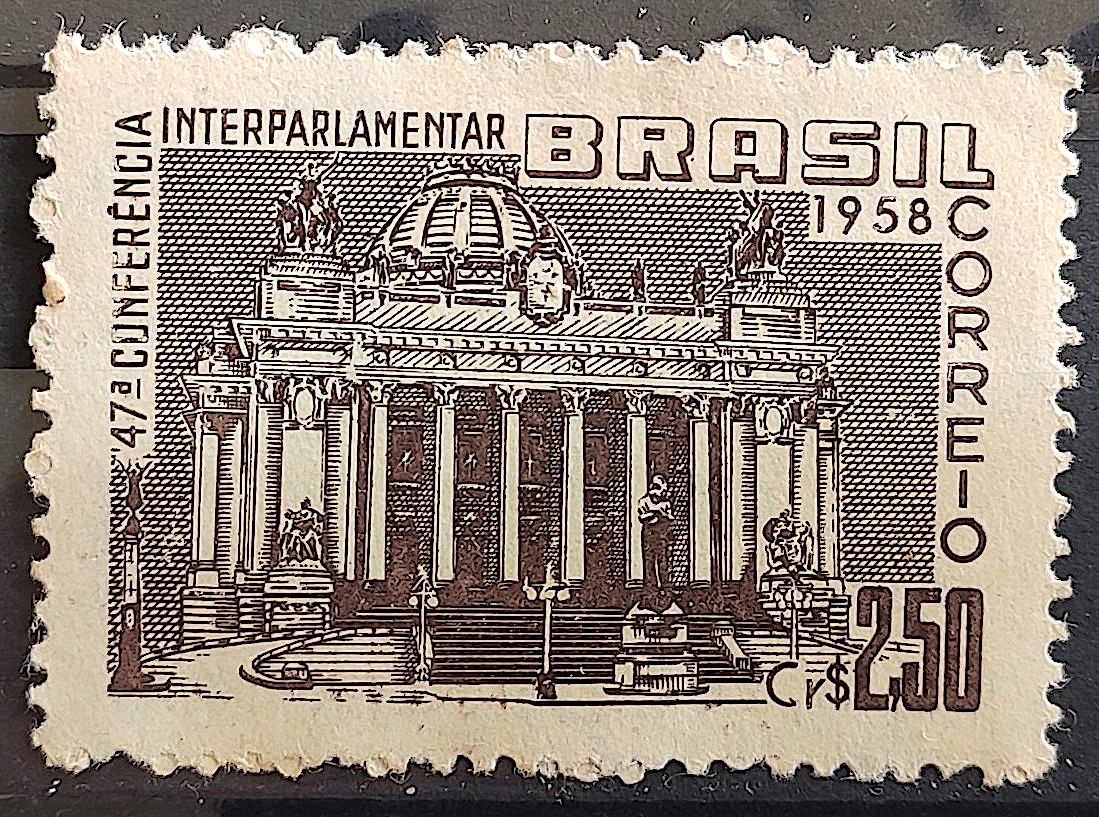 47ª CONFERÊNCIA
INTERPARLAMENTAR
BRASIL
1958
CORREIO
Cr$2,50